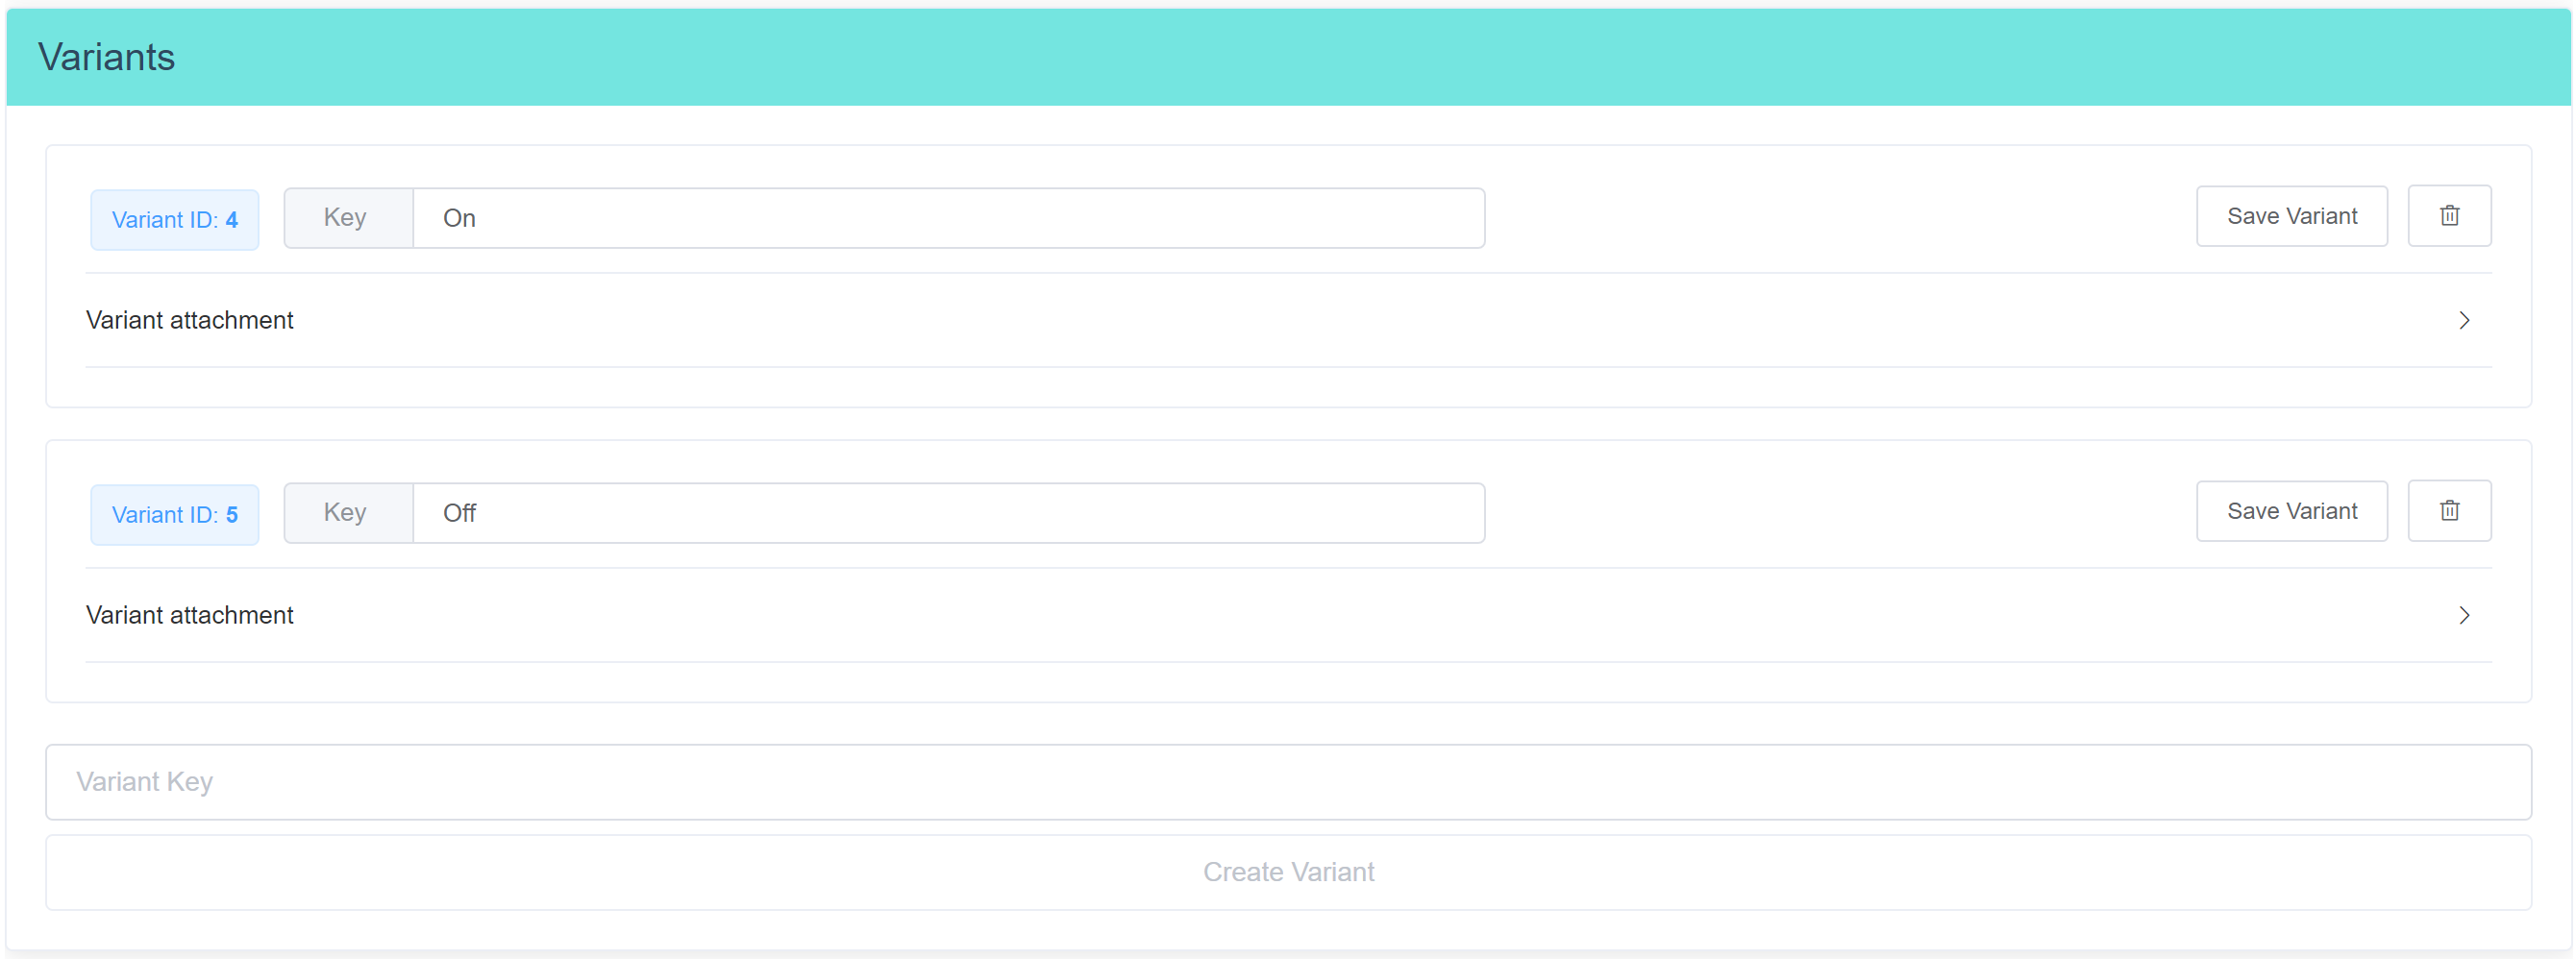 Variants
Variant ID: 4 Key On Save Variant
Variant attachment
Variant ID: 5 Key Off Save Variant
Variant attachment
Variant Key
Create Variant